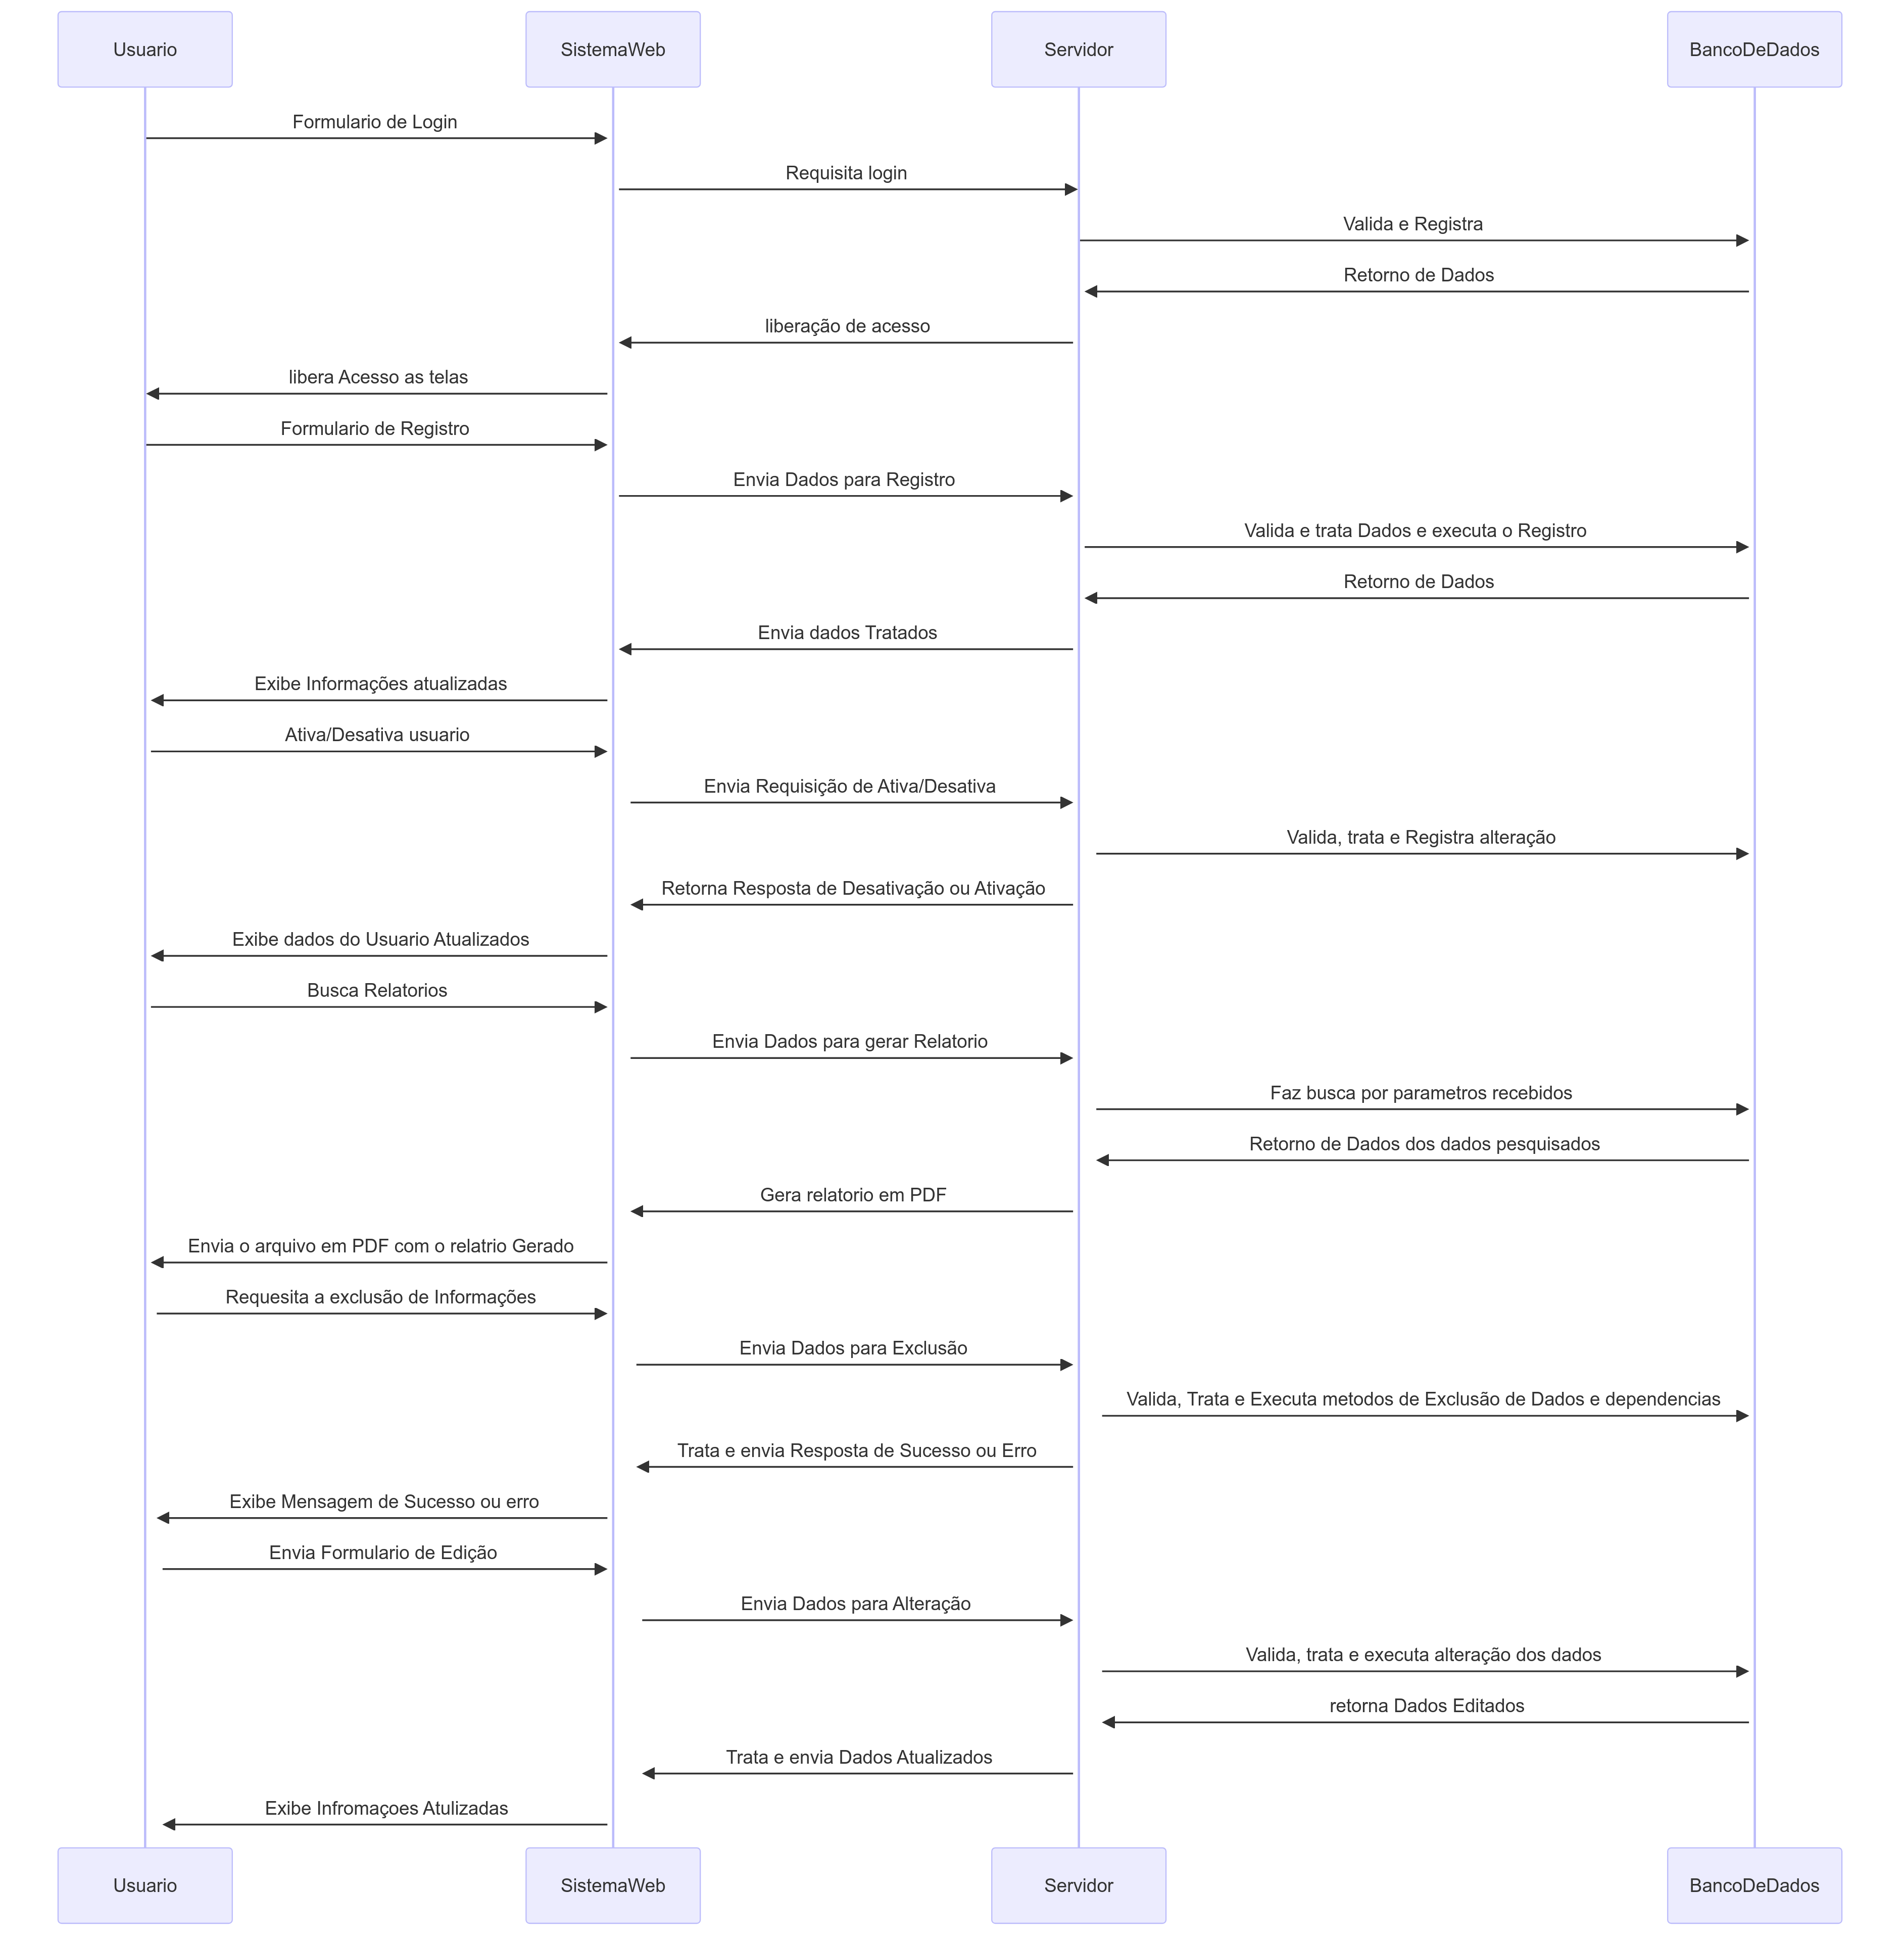 Usuario
SistemaWeb
Servidor
BancoDeDados
Formulario de Login
Requisita login
Valida e Registra
Retorno de Dados
liberação de acesso
libera Acesso as telas
Formulario de Registro
Envia Dados para Registro
Valida e trata Dados e executa o Registro
Retorno de Dados
Envia dados Tratados
Exibe Informações atualizadas
Ativa/Desativa usuario
Envia Requisição de Ativa/Desativa
Valida, trata e Registra alteração
Retorna Resposta de Desativação ou Ativação
Exibe dados do Usuario Atualizados
Busca Relatorios
Envia Dados para gerar Relatorio
Faz busca por parametros recebidos
Retorno de Dados dos dados pesquisados
Gera relatorio em PDF
Envia o arquivo em PDF com o relatrio Gerado
Requesita a exclusão de Informações
Envia Dados para Exclusão
Valida, Trata e Executa metodos de Exclusão de Dados e dependencias
Trata e envia Resposta de Sucesso ou Erro
Exibe Mensagem de Sucesso ou erro
Envia Formulario de Edição
Envia Dados para Alteração
Valida, trata e executa alteração dos dados
retorna Dados Editados
Trata e envia Dados Atualizados
Exibe Infromaçoes Atulizadas
Usuario
SistemaWeb
Servidor
BancoDeDados